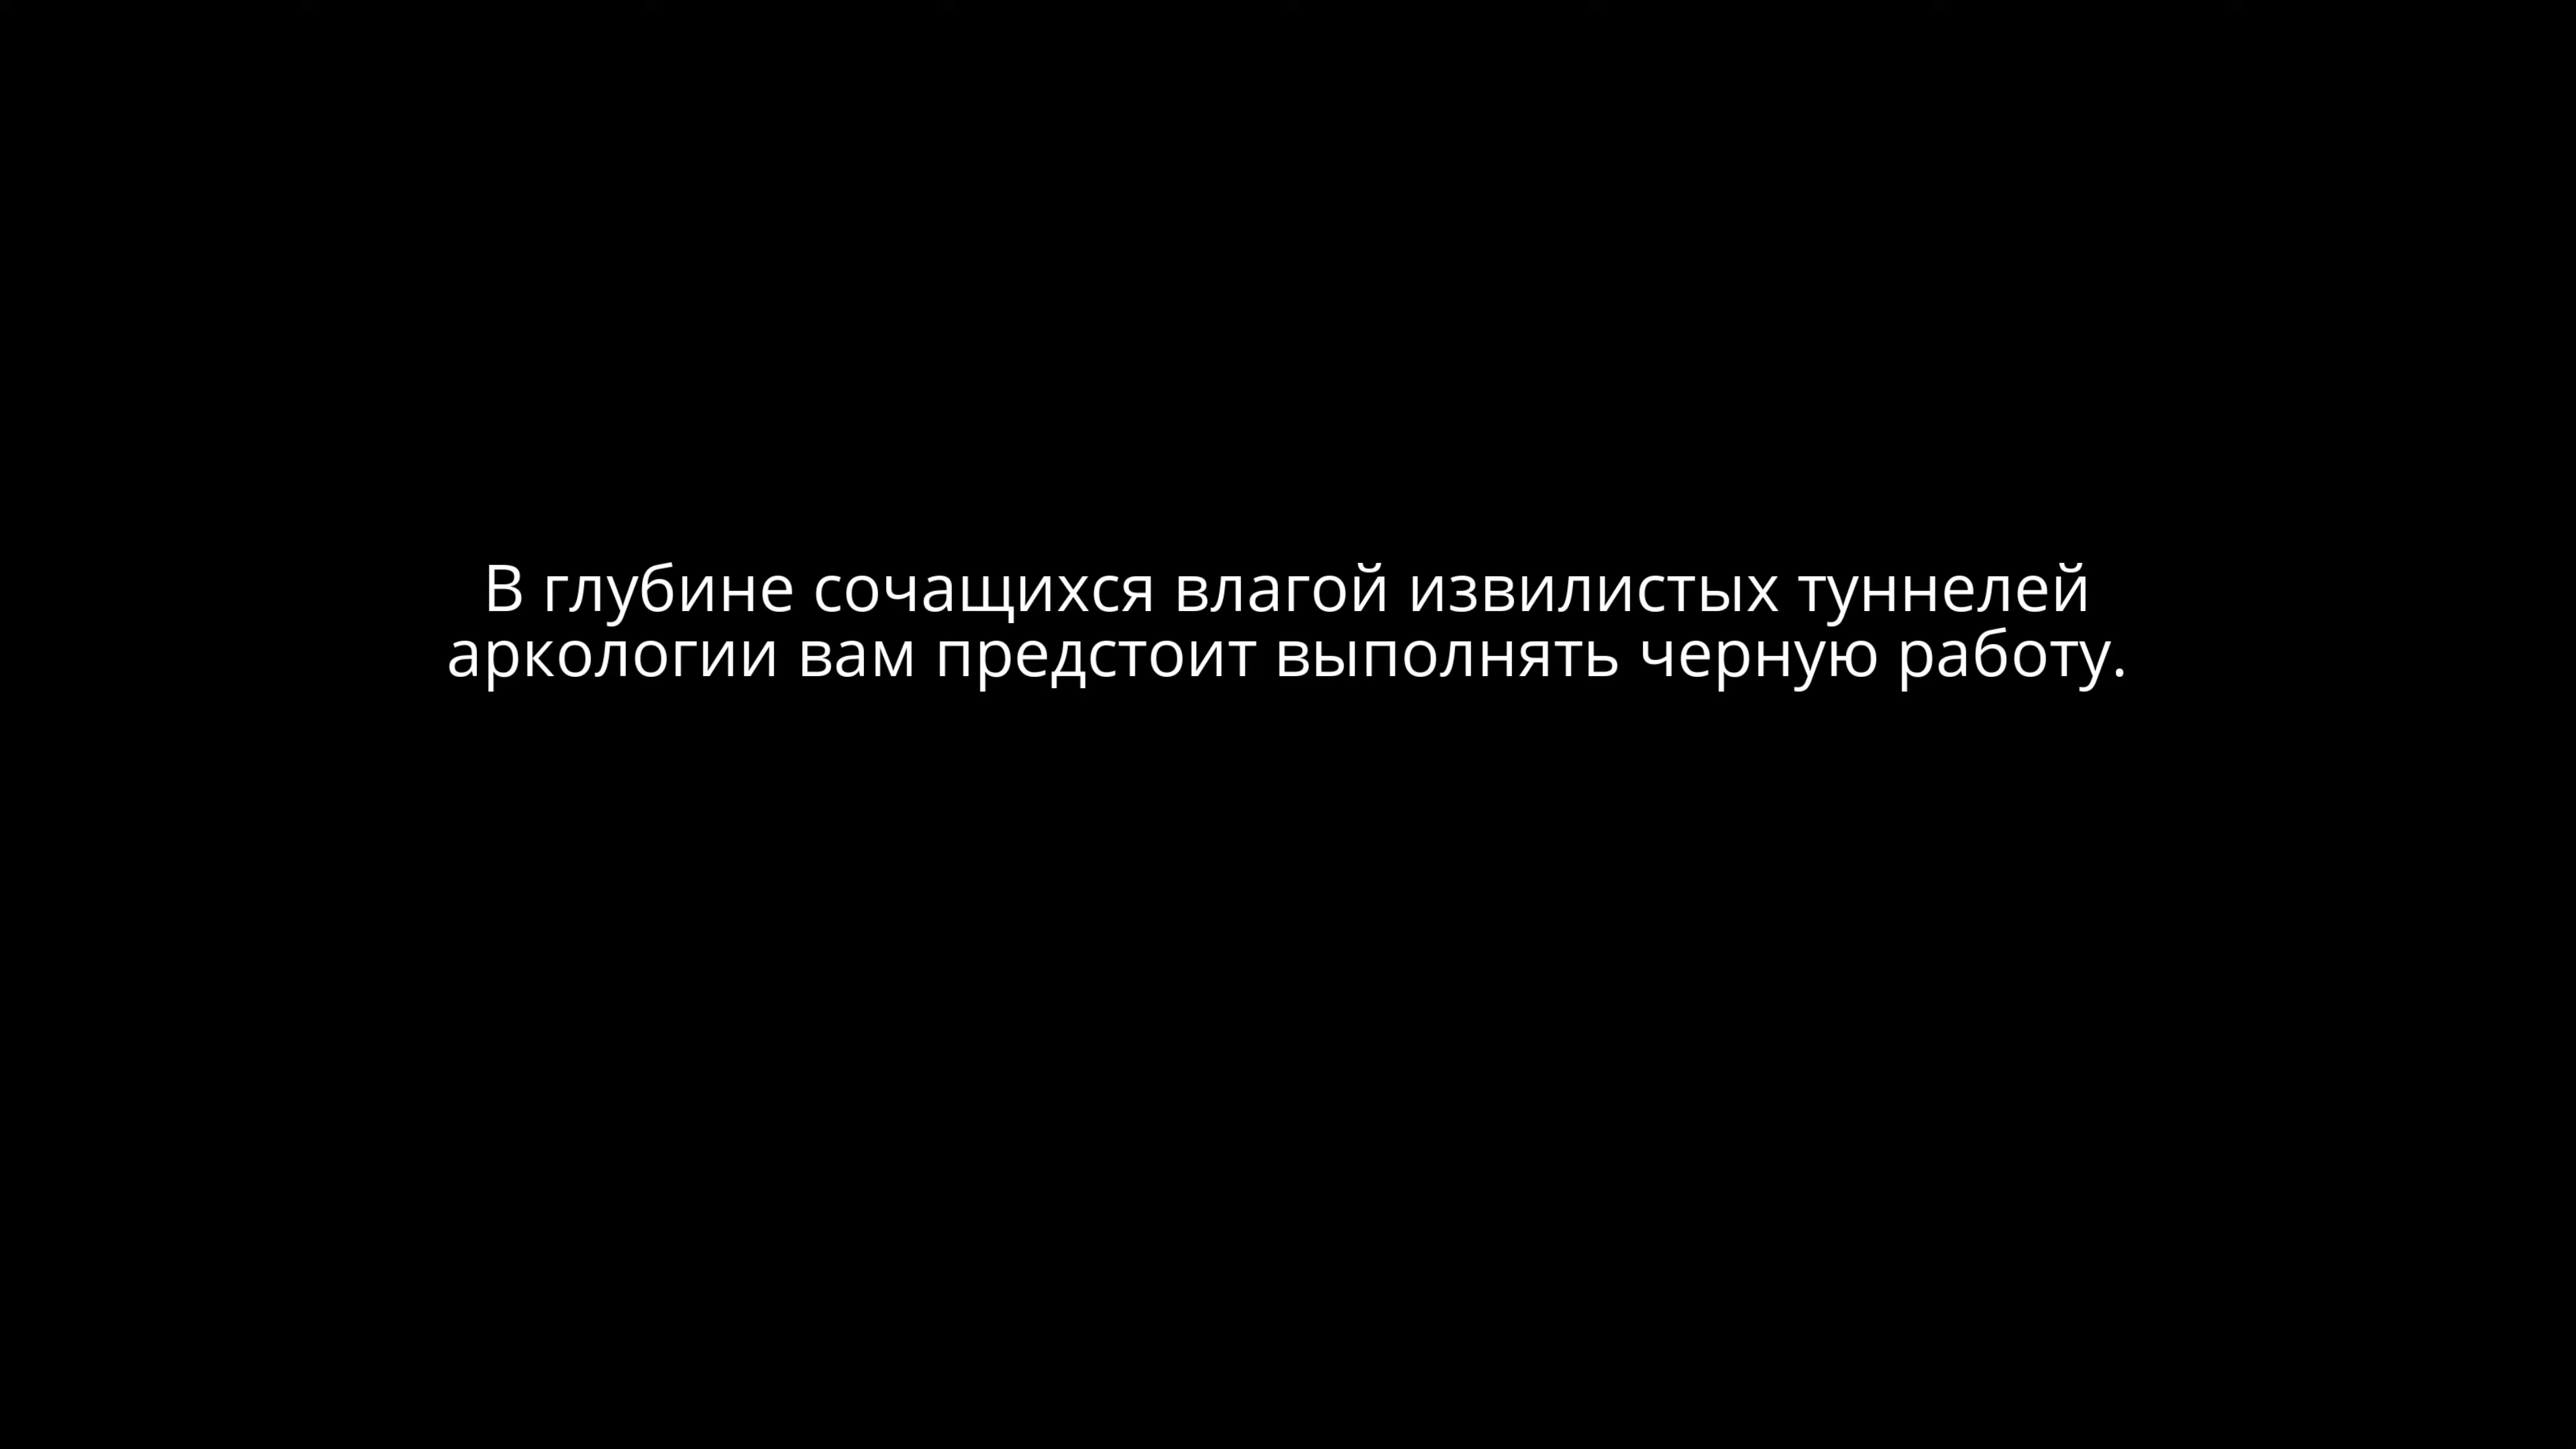 В глубине сочащихся влагой извилистых туннелей
аркологии вам предстоит выполнять черную работу.